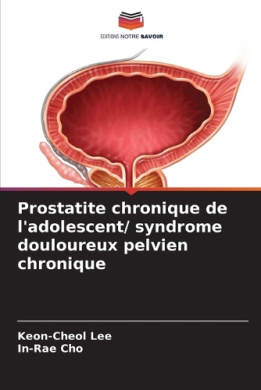 EDITIONS NOTRE SAVOIR
Prostatite chronique de
l'adolescent/ syndrome
douloureux pelvien
chronique
Keon-Cheol Lee
In-Rae Cho